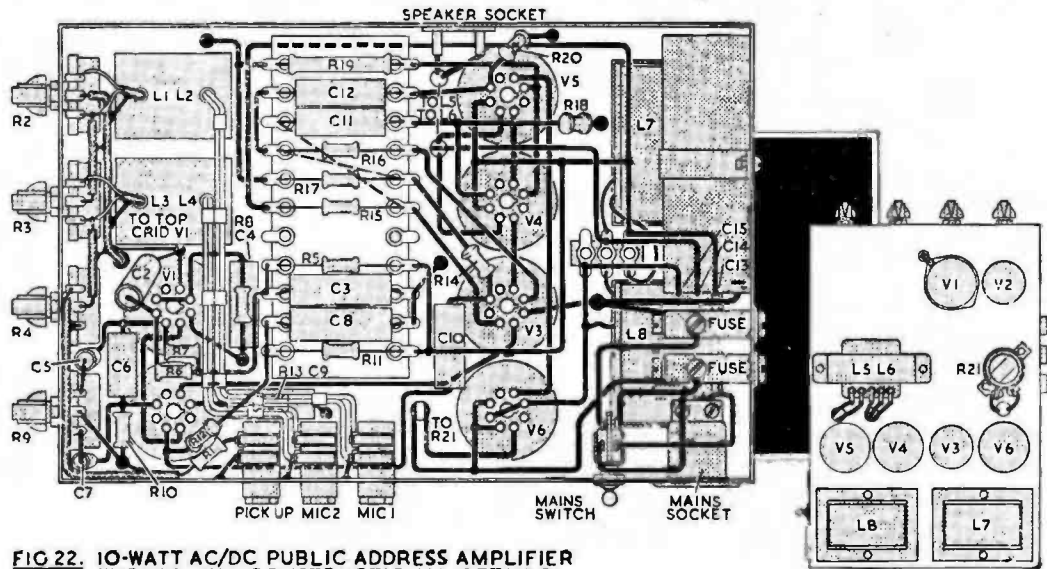 SPEAKER SOCKET
R20
R19
V5
R2
L1 L2
C12
TO L5
TO L6
C11
R18
L7
R16
R17
R3
L3 L4
R15
V4
TO TOP
GRID V1
R8
C4
C15
C14
C13
R5
R14
C2
V1
V1
V2
R4
C3
V3
C8
C10
L8
FUSE
C5
C6
R7
R6
R11
FUSE
L5 L6
R21
R13 C9
V6
R9
TO
R21
R12
R1
V5
V4
V3
V6
C7
R10
PICK UP
MIC2
MIC1
MAINS
SWITCH
MAINS
SOCKET
L8
L7
FIG 22. 10-WATT AC/DC PUBLIC ADDRESS AMPLIFIER